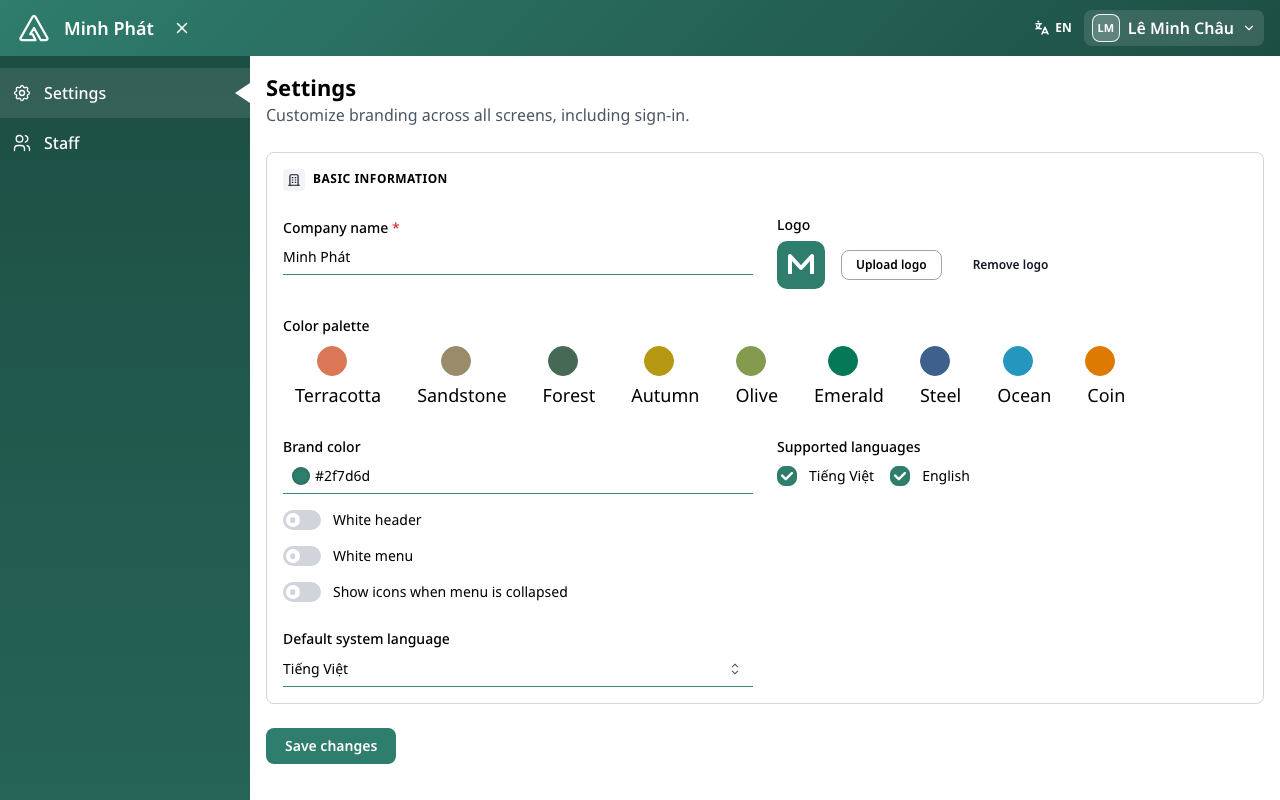 Minh Phát
EN
LM
Lê Minh Châu
Settings
Staff
Settings
Customize branding across all screens, including sign-in.
BASIC INFORMATION
Company name *
Minh Phát
Logo
Upload logo
Remove logo
Color palette
Terracotta
Sandstone
Forest
Autumn
Olive
Emerald
Steel
Ocean
Coin
Brand color
#2f7d6d
Supported languages
Tiếng Việt
English
White header
White menu
Show icons when menu is collapsed
Default system language
Tiếng Việt
Save changes